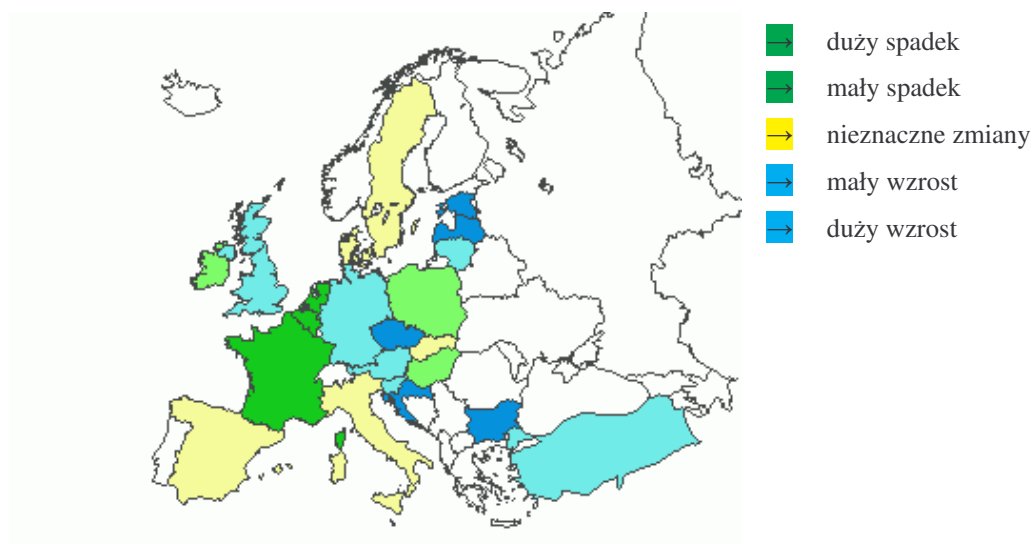 → duży spadek
→ mały spadek
→ nieznaczne zmiany
→ mały wzrost
→ duży wzrost